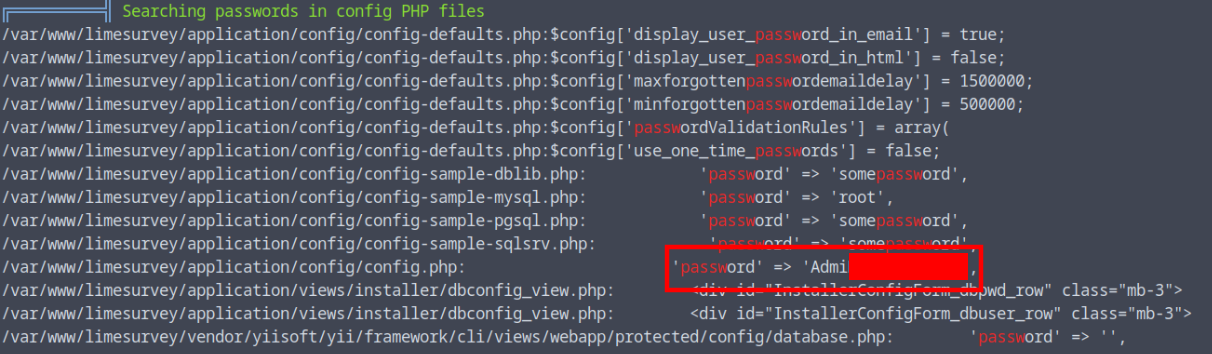 Searching passwords in config PHP files
/var/www/limesurvey/application/config/config-defaults.php:$config['display_user_password_in_email'] = true;
/var/www/limesurvey/application/config/config-defaults.php:$config['display_user_password_in_html'] = false;
/var/www/limesurvey/application/config/config-defaults.php:$config['maxforgottenpasswordemaildelay'] = 1500000;
/var/www/limesurvey/application/config/config-defaults.php:$config['minforgottenpasswordemaildelay'] = 500000;
/var/www/limesurvey/application/config/config-defaults.php:$config['passwordValidationRules'] = array(
/var/www/limesurvey/application/config/config-defaults.php:$config['use_one_time_passwords'] = false;
/var/www/limesurvey/application/config/config-sample-dblib.php: 'password' => 'somepassword',
/var/www/limesurvey/application/config/config-sample-mysql.php: 'password' => 'root',
/var/www/limesurvey/application/config/config-sample-pgsql.php: 'password' => 'somepassword',
/var/www/limesurvey/application/config/config-sample-sqlsrv.php: 'password' => 'somepassword',
/var/www/limesurvey/application/config/config.php: 'password' => 'Admi ',
/var/www/limesurvey/application/views/installer/dbconfig_view.php: <div id="InstallerConfigForm_dbpwd_row" class="mb-3">
/var/www/limesurvey/application/views/installer/dbconfig_view.php: <div id="InstallerConfigForm_dbuser_row" class="mb-3">
/var/www/limesurvey/vendor/yiisoft/yii/framework/cli/views/webapp/protected/config/database.php: 'password' => '',